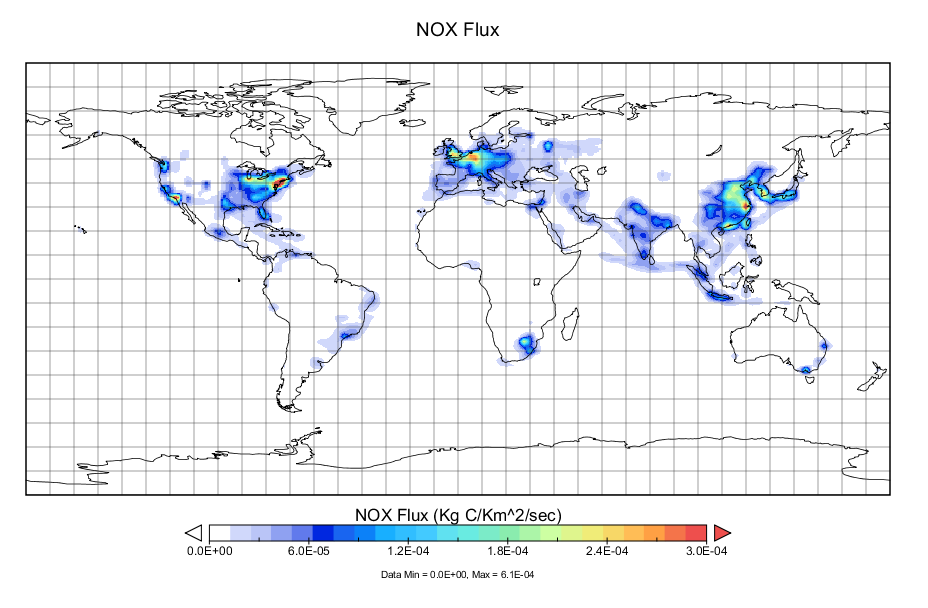 NOX Flux
NOX Flux (Kg C/Km^2/sec)
0.0E+00 6.0E-05 1.2E-04 1.8E-04 2.4E-04 3.0E-04
Data Min = 0.0E+00, Max = 6.1E-04